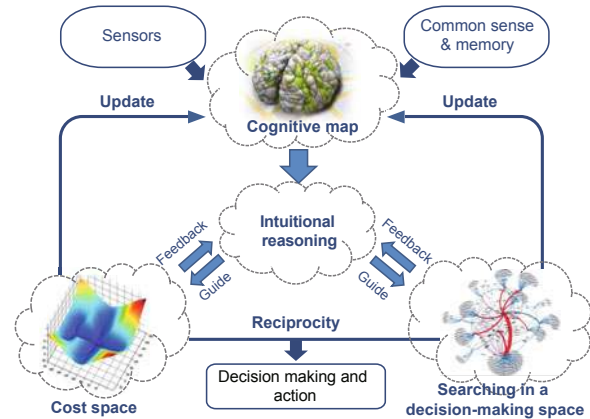 Sensors
Common sense
& memory
Update
Update
Cognitive map
Intuitional
reasoning
Feedback
Guide
Feedback
Guide
Reciprocity
Decision making and
action
Cost space
Searching in a
decision-making space